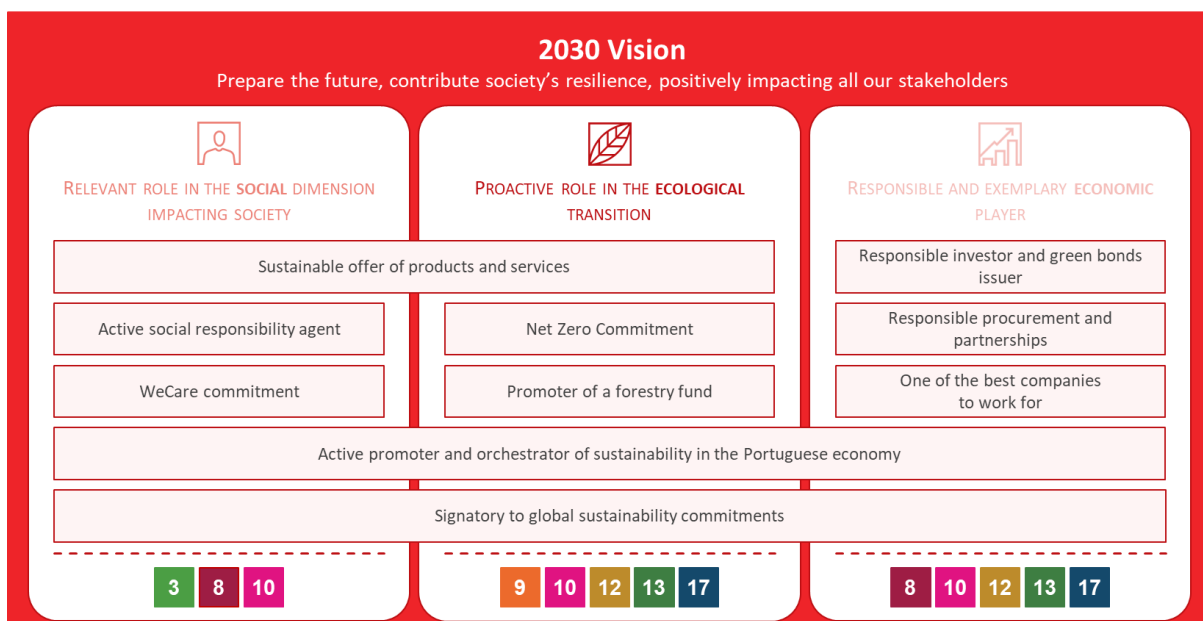 2030 Vision
Prepare the future, contribute society's resilience, positively impacting all our stakeholders
RELEVANT ROLE IN THE SOCIAL DIMENSION
IMPACTING SOCIETY
PROACTIVE ROLE IN THE ECOLOGICAL
TRANSITION
RESPONSIBLE AND EXEMPLARY ECONOMIC
PLAYER
Sustainable offer of products and services
Responsible investor and green bonds
issuer
Active social responsibility agent
Net Zero Commitment
Responsible procurement and
partnerships
WeCare commitment
Promoter of a forestry fund
One of the best companies
to work for
Active promoter and orchestrator of sustainability in the Portuguese economy
Signatory to global sustainability commitments
3 8 10
9 10 12 13 17
8 10 12 13 17